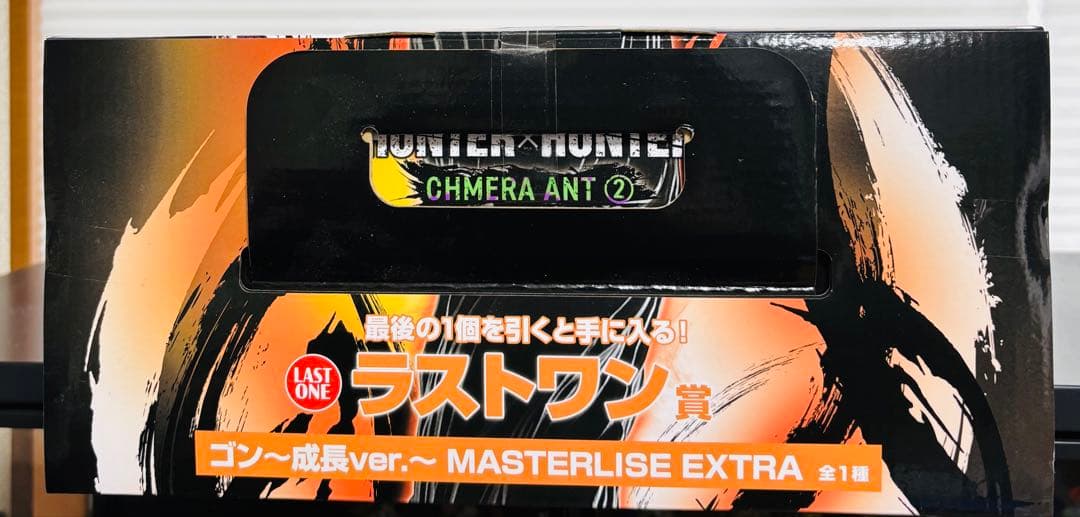 HUNTER×HUNTER
CHMERA ANT ②
最後の1個を引くと手に入る!
LAST
ONE
ラストワン賞
ゴン～成長ver.～ MASTERLISE EXTRA 全1種